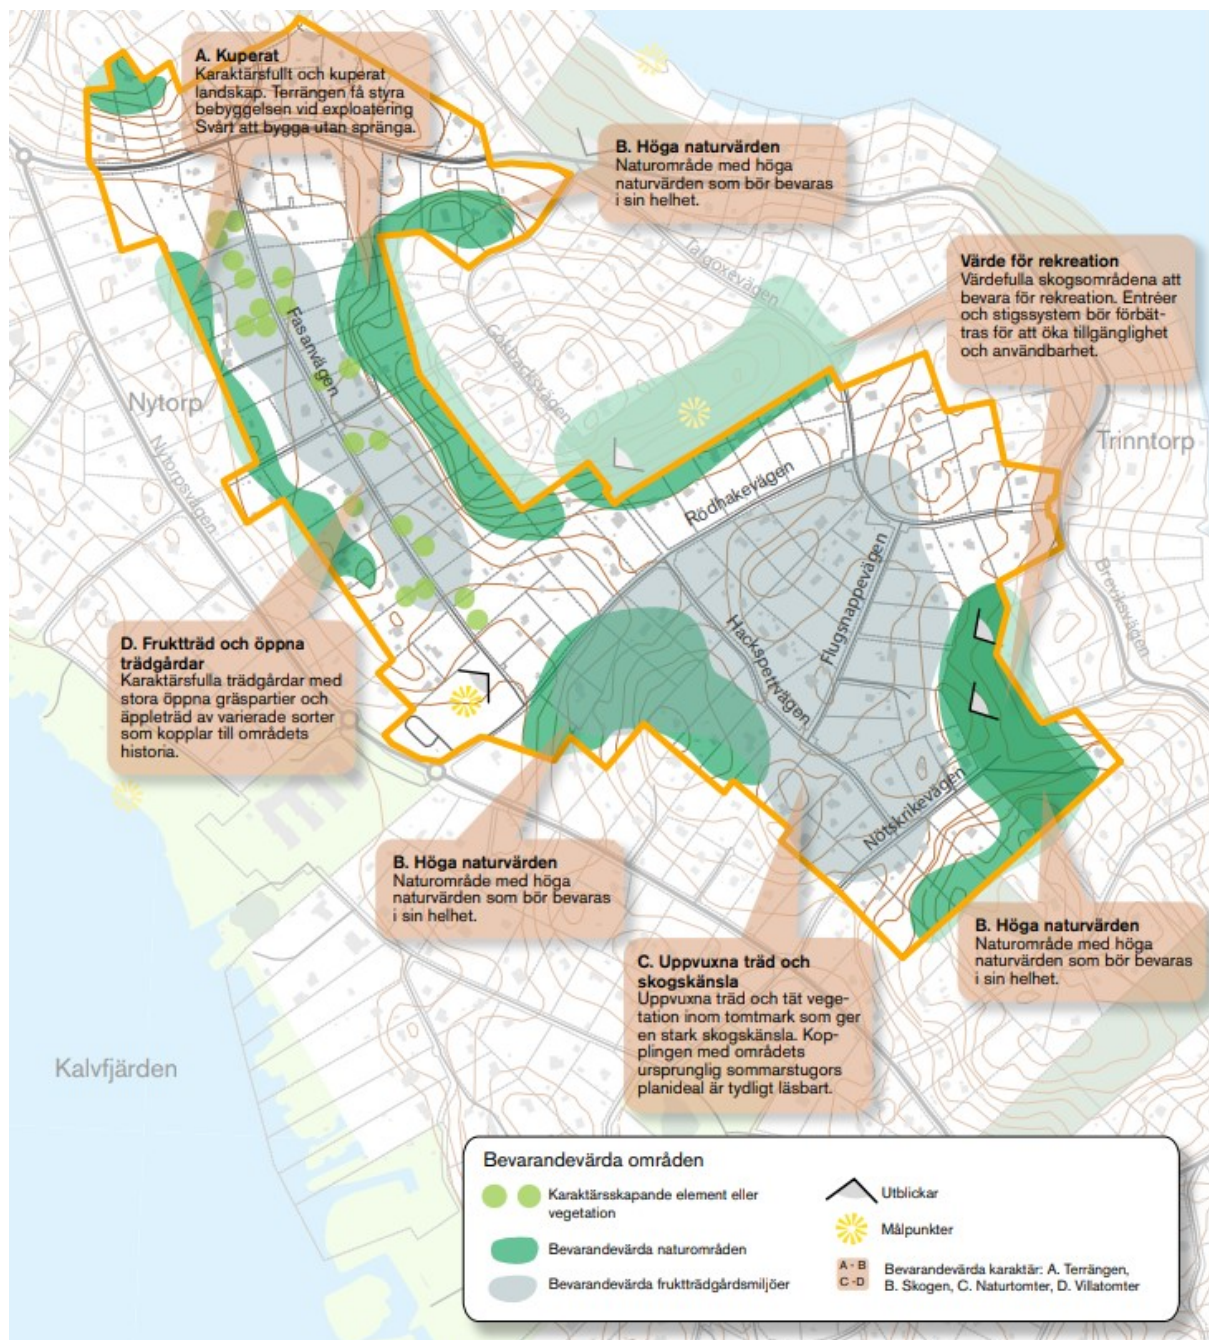 A. Kuperat
Karaktärsfullt och kuperat
landskap. Terrängen få styra
bebyggelsen vid exploatering
Svårt att bygga utan spränga.
B. Höga naturvärden
Naturområde med höga
naturvärden som bör bevaras
i sin helhet.
Värde för rekreation
Värdefulla skogsområdena att
bevara för rekreation. Entréer
och stigssystem bör förbätt-
tras för att öka tillgänglighet
och användbarhet.
Talgoxevägen
Gökbacksvägen
Fasanvägen
Nytorp
Nytorpsvägen
Trinntorp
Rödhakevägen
Flugsnappevägen
Hackspettvägen
Breviksvägen
Nötskrikevägen
D. Fruktträd och öppna
trädgårdar
Karaktärsfulla trädgårdar med
stora öppna gräspartier och
äppleträd av varierade sorter
som kopplar till områdets
historia.
B. Höga naturvärden
Naturområde med höga
naturvärden som bör bevaras
i sin helhet.
B. Höga naturvärden
Naturområde med höga
naturvärden som bör bevaras
i sin helhet.
C. Uppvuxna träd och
skogskänsla
Uppvuxna träd och tät vege-
tation inom tomtmark som ger
en stark skogskänsla. Kop-
plingen med områdets
ursprunglig sommarstugors
planideal är tydligt läsbart.
Kalvfjärden
Bevarandevärda områden
Karaktärsskapande element eller
vegetation
Bevarandevärda naturområden
Bevarandevärda fruktträdgårdsmiljöer
Utblickar
Målpunkter
A - B
C -D
Bevarandevärda karaktär: A. Terrängen,
B. Skogen, C. Naturtomter, D. Villatomter